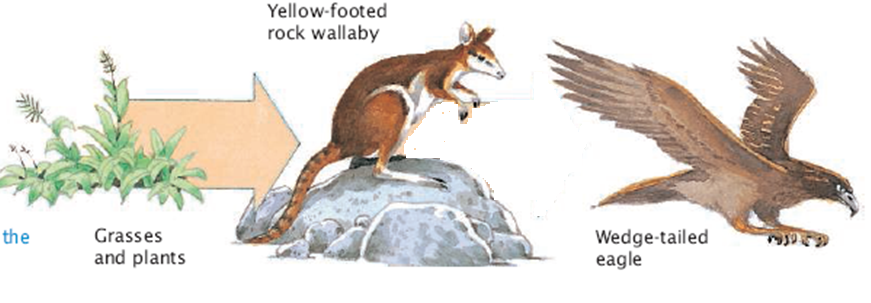 Yellow-footed
rock wallaby
the
Grasses
and plants
Wedge-tailed
eagle